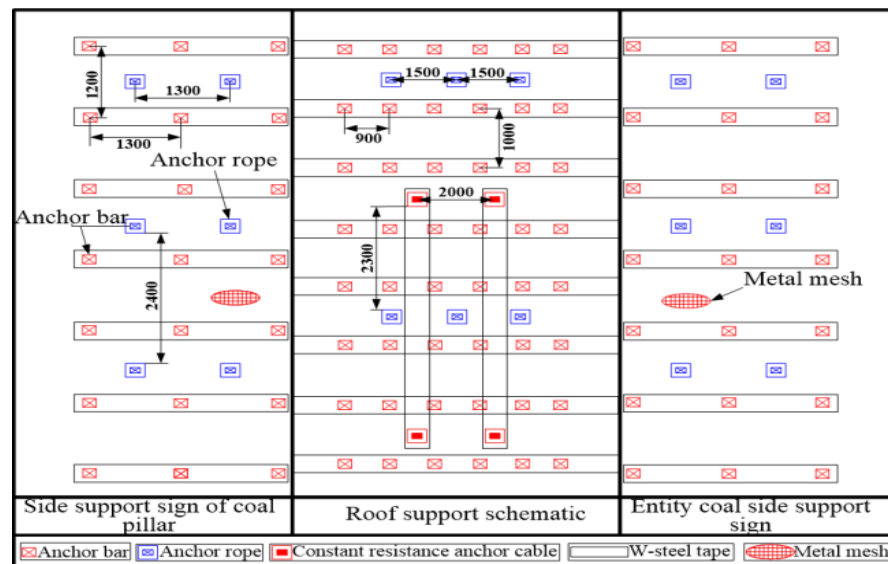 1200
1300
1300
Anchor rope
Anchor bar
2400
1500
1500
900
1000
2000
2300
Metal mesh
Side support sign of coal
pillar
Roof support schematic
Entity coal side support
sign
Anchor bar
Anchor rope
Constant resistance anchor cable
W-steel tape
Metal mesh